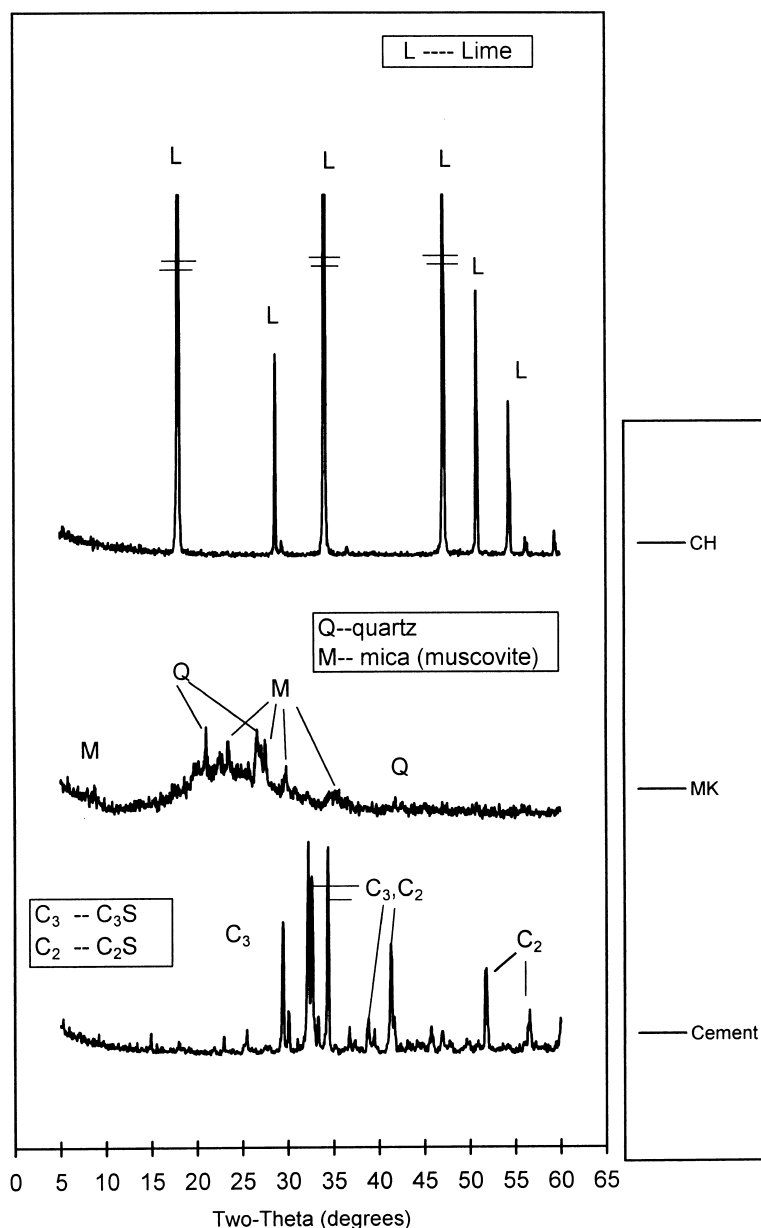 L ---- Lime
L
L
L
L
L
L
CH
Q--quartz
M-- mica (muscovite)
Q
M
M
Q
MK
C₃ -- C₃S
C₂ -- C₂S
C₃
C₃,C₂
C₂
Cement
0 5 15 20 25 30 35 40 45 50 55 60 65
Two-Theta (degrees)